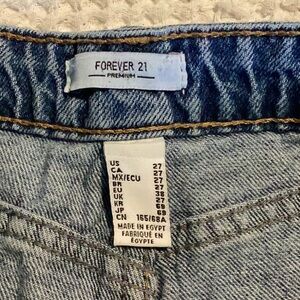 FOREVER 21
PREMIUM
US 27
CA 27
MX/ECU 27
BR 27
EU 38
UK 27
KR 69
JP 69
CN 165/68A
MADE IN EGYPT
FABRIQUÉ EN
ÉGYPTE